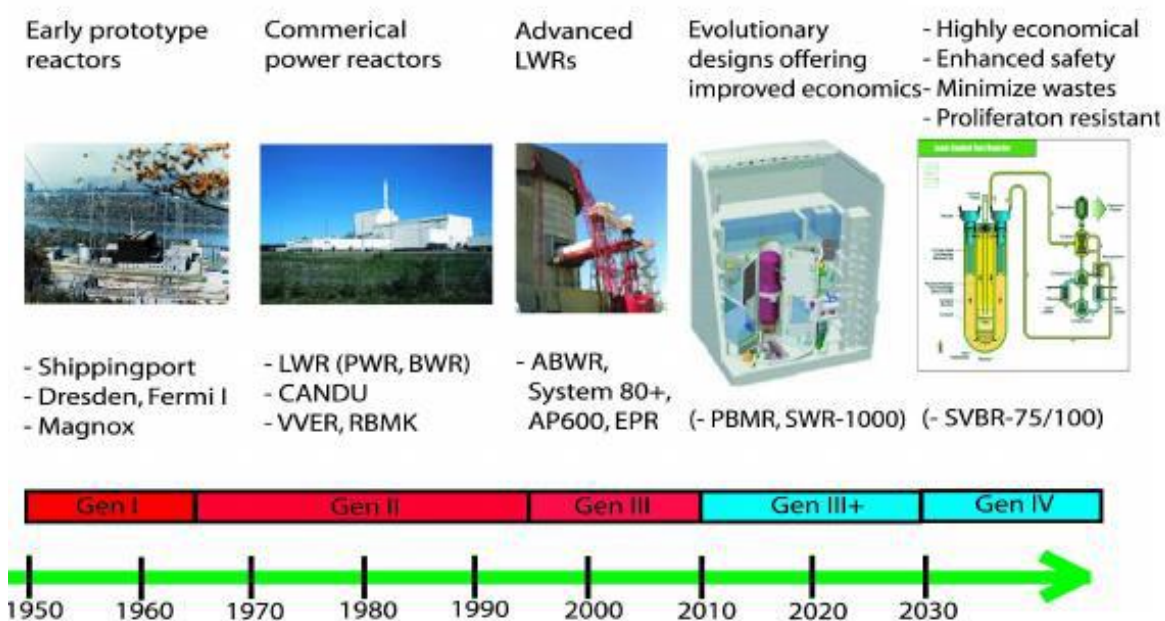 Early prototype
reactors
Commerical
power reactors
Advanced
LWRs
Evolutionary
designs offering
improved economics
- Highly economical
- Enhanced safety
- Minimize wastes
- Proliferaton resistant
- Shippingport
- Dresden, Fermi I
- Magnox
- LWR (PWR, BWR)
- CANDU
- VVER, RBMK
- ABWR,
System 80+,
AP600, EPR
(- PBMR, SWR-1000)
(- SVBR-75/100)
Gen I
Gen II
Gen III
Gen III+
Gen IV
1950
1960
1970
1980
1990
2000
2010
2020
2030